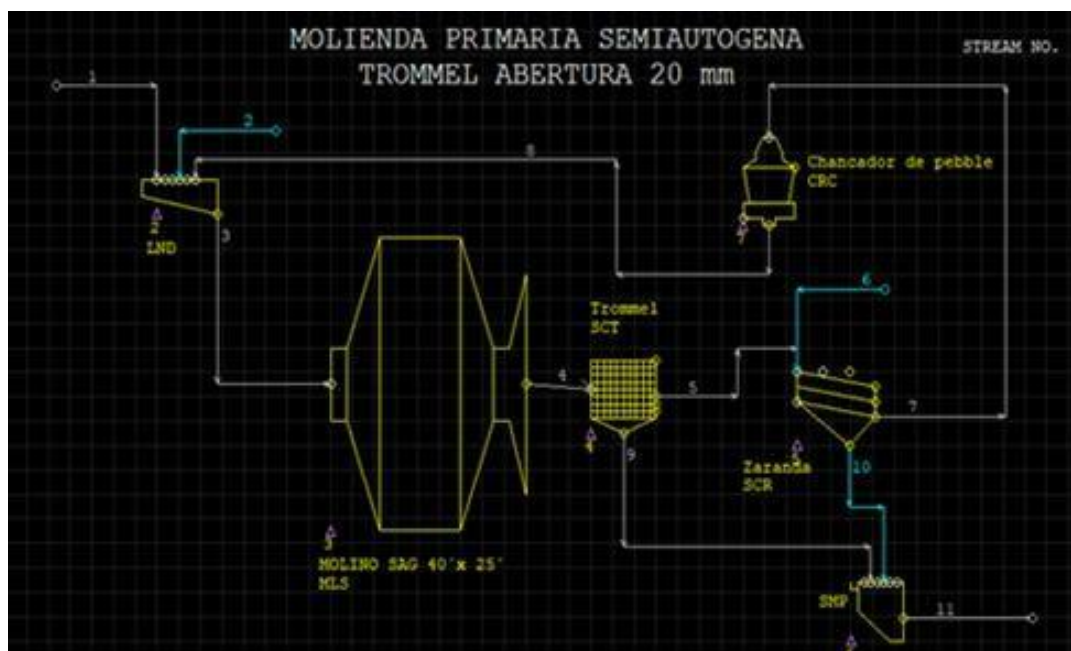 MOLIENDA PRIMARIA SEMIAUTOGENA
TROMMEL ABERTURA 20 mm
STREAM NO.
1
2
8
Chancador de pebble
CRC
7
2
LND
3
6
Trommel
SCT
4
5
7
4
9
Zaranda
SCR
10
3
MOLINO SAG 40'x 25'
MLS
SMP
11